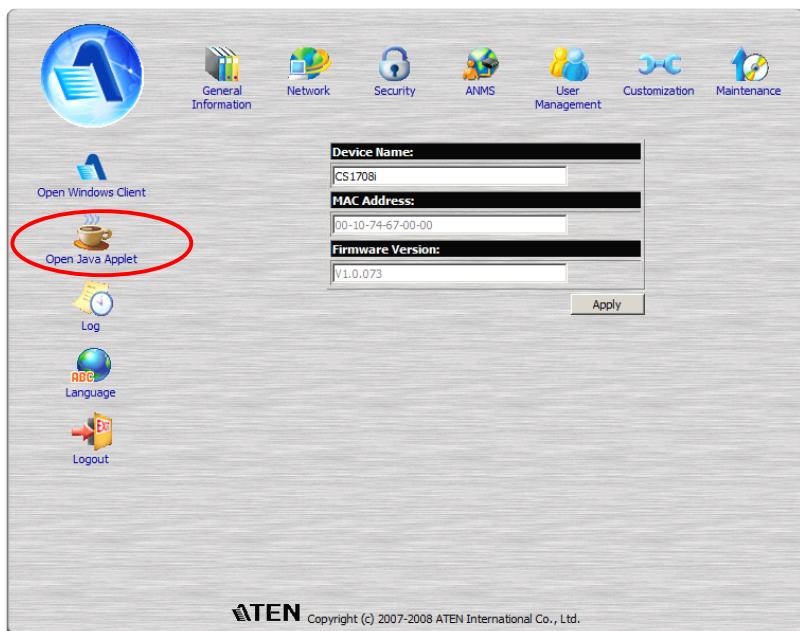 General
Information
Network
Security
ANMS
User
Management
Customization
Maintenance
Open Windows Client
Open Java Applet
Log
ABC
Language
EXIT
Logout
Device Name:
CS1708i
MAC Address:
00-10-74-67-00-00
Firmware Version:
V1.0.073
Apply
ATEN Copyright (c) 2007-2008 ATEN International Co., Ltd.